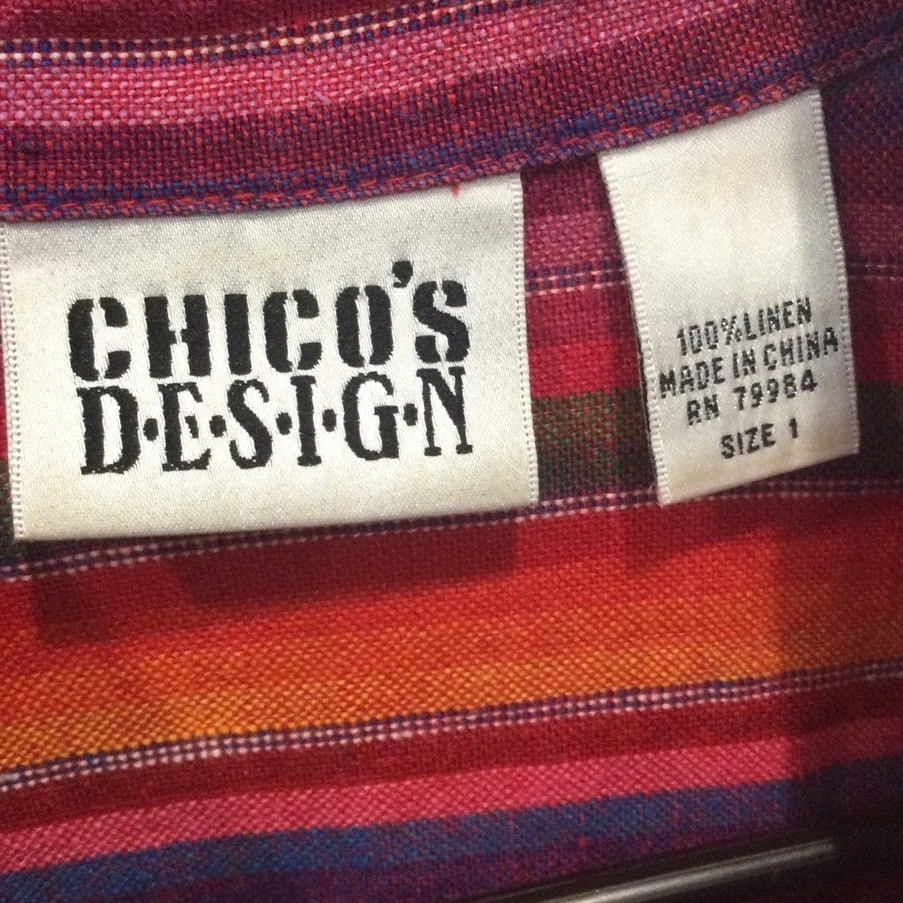 CHICO'S
D·E·S·I·G·N
100%LINEN
MADE IN CHINA
RN 79984
SIZE 1